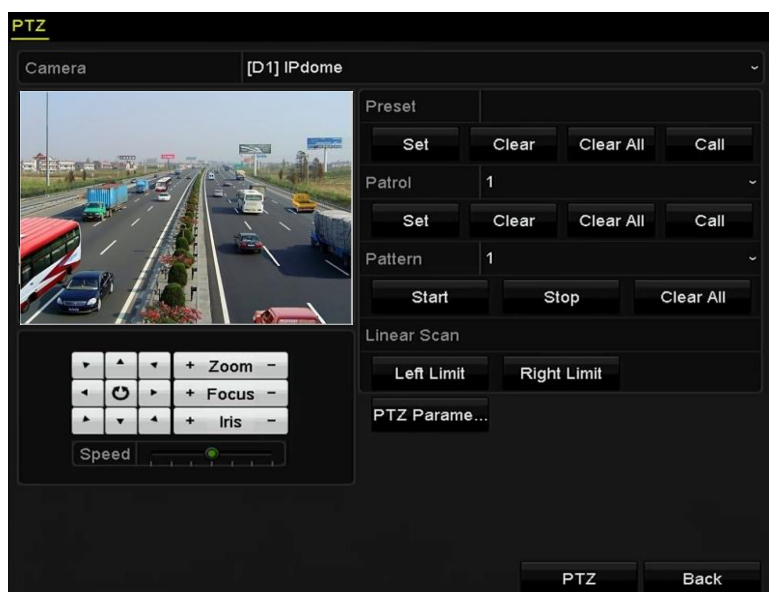 PTZ
Camera [D1] IPdome
Preset
Set Clear Clear All Call
Patrol 1
Set Clear Clear All Call
Pattern 1
Start Stop Clear All
Linear Scan
Left Limit Right Limit
PTZ Parame...
+ Zoom -
+ Focus -
+ Iris -
Speed
PTZ Back